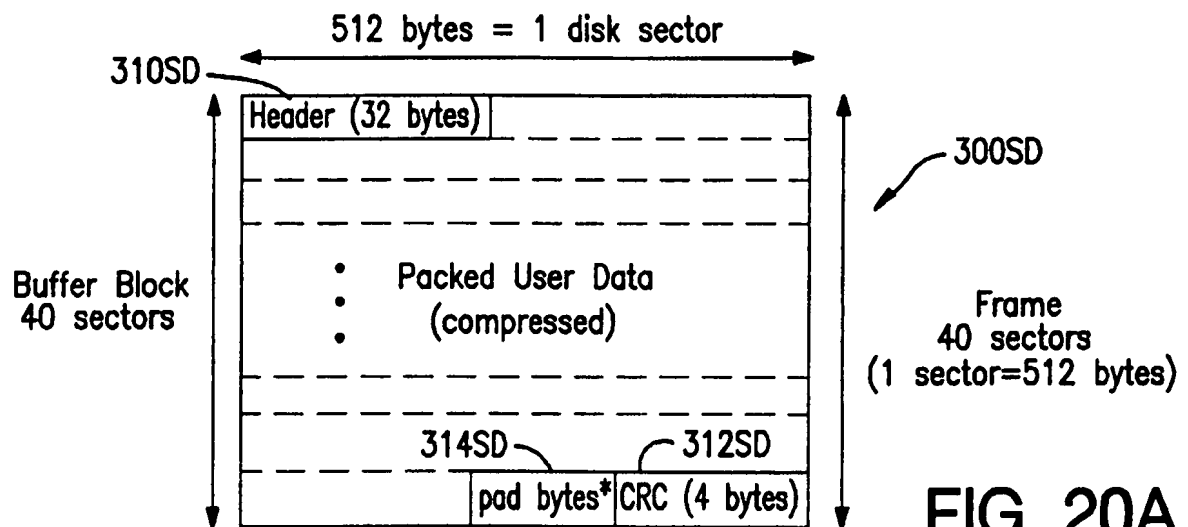 512 bytes = 1 disk sector
310SD
Header (32 bytes)
300SD
Buffer Block
40 sectors
Packed User Data
(compressed)
Frame
40 sectors
(1 sector=512 bytes)
314SD
312SD
pad bytes*
CRC (4 bytes)
FIG. 20A